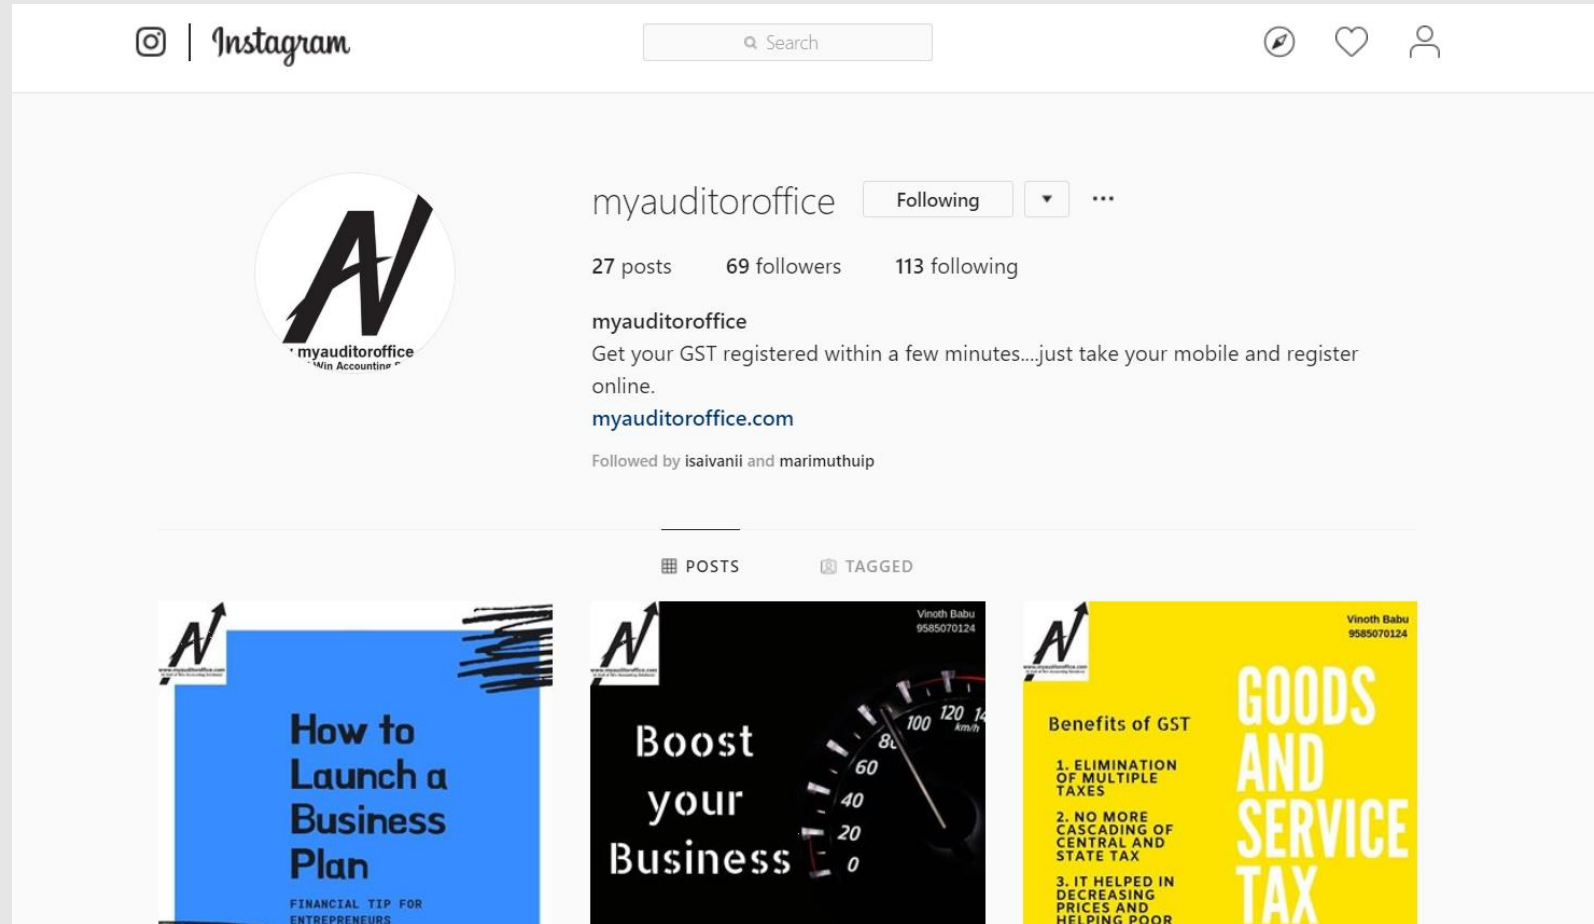 Instagram
Search
myauditoroffice
Following
27 posts 69 followers 113 following
myauditoroffice
Get your GST registered within a few minutes....just take your mobile and register
online.
myauditoroffice.com
Followed by isaivanii and marimuthuip
myauditoroffice
Win Accounting
POSTS TAGGED
How to
Launch a
Business
Plan
FINANCIAL TIP FOR
ENTREPRENEURS
Vinoth Babu
9585070124
Boost
your
Business
0
20
40
60
100
120
km/h
Vinoth Babu
9585070124
Benefits of GST
1. ELIMINATION
OF MULTIPLE
TAXES
2. NO MORE
CASCADING OF
CENTRAL AND
STATE TAX
3. IT HELPED IN
DECREASING
PRICES AND
HELPING POOR
GOODS
AND
SERVICE
TAX